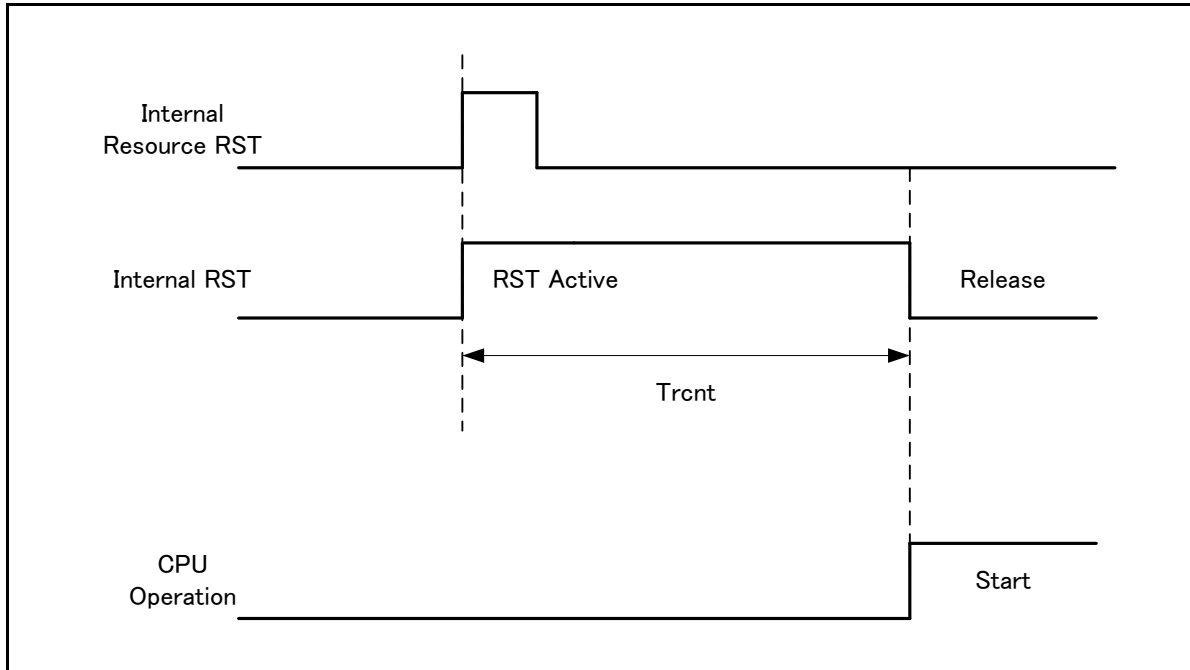 Internal
Resource RST
Internal RST
RST Active
Release
Trcnt
CPU
Operation
Start